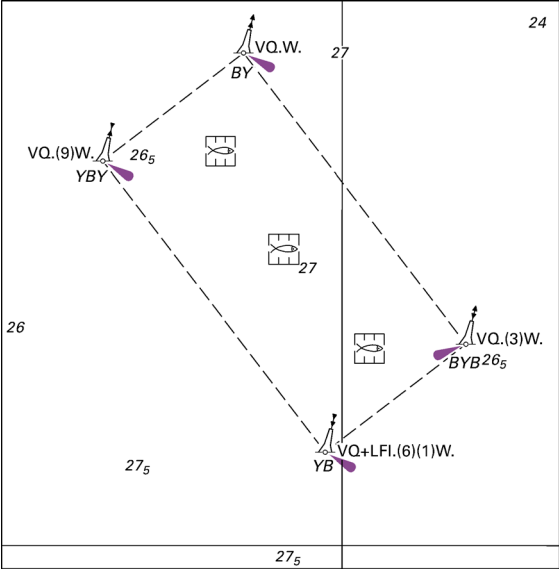 24
VQ.W.
27
BY
VQ.(9)W.
26₅
YBY
27
26
VQ.(3)W.
BYB 26₅
VQ+LFl.(6)(1)W.
YB
27₅
27₅